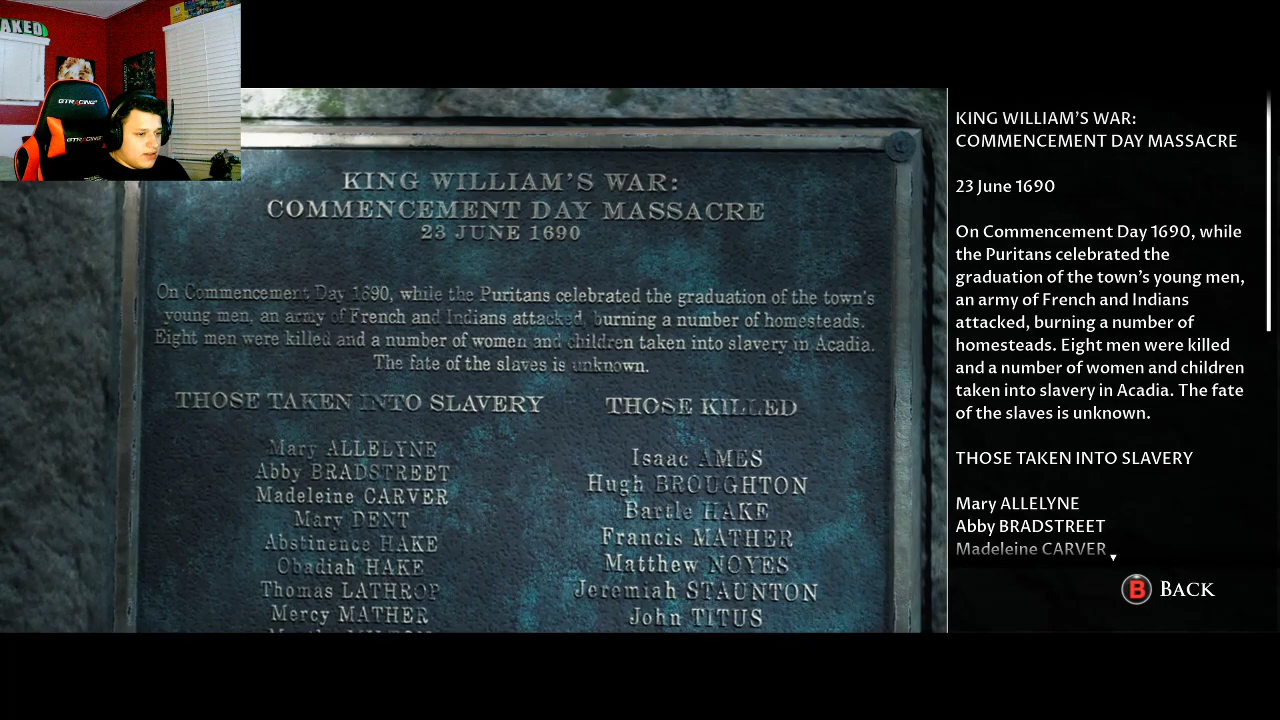 AKED
GTRACING
GTRACING
KING WILLIAM'S WAR:
COMMENCEMENT DAY MASSACRE
23 JUNE 1690
On Commencement Day 1690, while the Puritans celebrated the graduation of the town's
young men, an army of French and Indians attacked, burning a number of homesteads.
Eight men were killed and a number of women and children taken into slavery in Acadia.
The fate of the slaves is unknown.
THOSE TAKEN INTO SLAVERY
Mary ALLELYNE
Abby BRADSTREET
Madeleine CARVER
Mary DENT
Abstinence HAKE
Obadiah HAKE
Thomas LATHROP
Mercy MATHER
THOSE KILLED
Isaac AMES
Hugh BROUGHTON
Bartle HAKE
Francis MATHER
Matthew NOYES
Jeremiah STAUNTON
John TITUS
KING WILLIAM'S WAR:
COMMENCEMENT DAY MASSACRE
23 June 1690
On Commencement Day 1690, while
the Puritans celebrated the
graduation of the town's young men,
an army of French and Indians
attacked, burning a number of
homesteads. Eight men were killed
and a number of women and children
taken into slavery in Acadia. The fate
of the slaves is unknown.
THOSE TAKEN INTO SLAVERY
Mary ALLELYNE
Abby BRADSTREET
Madeleine CARVER
B BACK